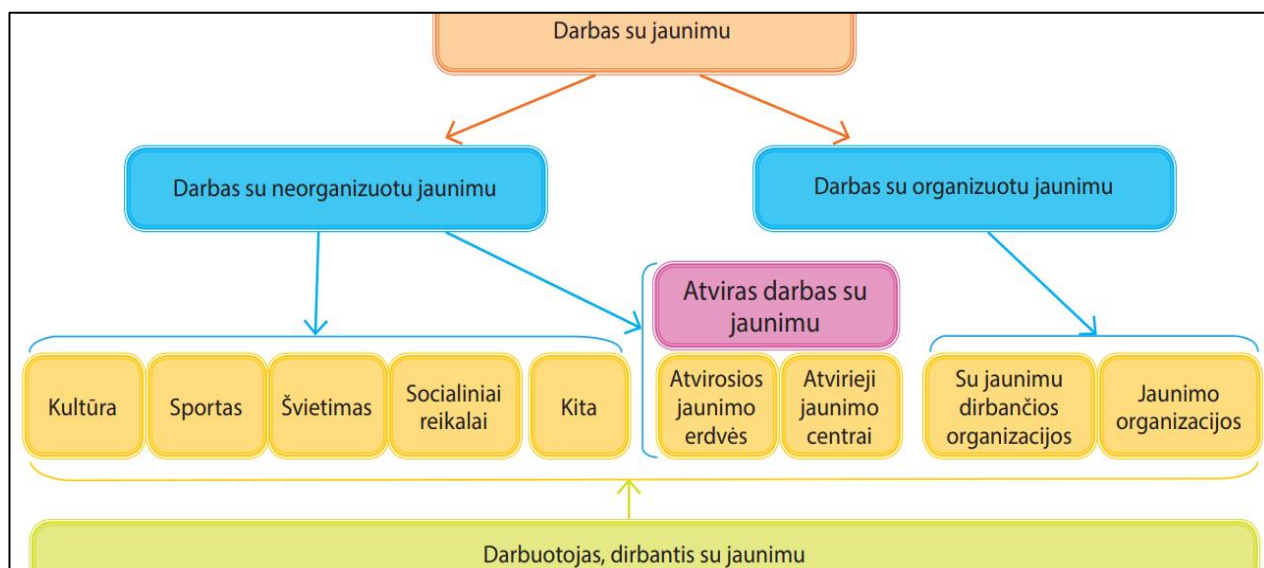 Darbas su jaunimu
Darbas su neorganizuotu jaunimu
Darbas su organizuotu jaunimu
Atviras darbas su
jaunimu
Kultūra
Sportas
Švietimas
Socialiniai
reikalai
Kita
Atvirosios
jaunimo
erdvės
Atvirieji
jaunimo
centrai
Su jaunimu
dirbančios
organizacijos
Jaunimo
organizacijos
Darbuotojas, dirbantis su jaunimu